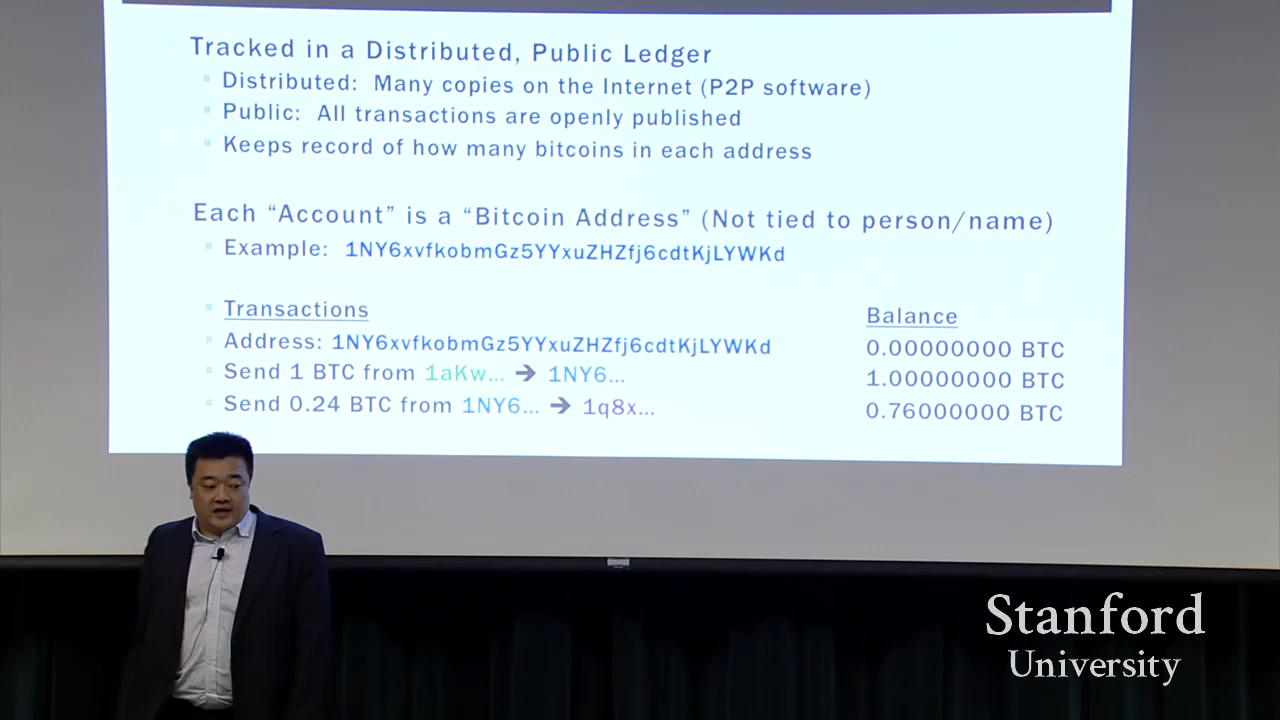 Tracked in a Distributed, Public Ledger
Distributed: Many copies on the Internet (P2P software)
Public: All transactions are openly published
Keeps record of how many bitcoins in each address
Each “Account” is a “Bitcoin Address” (Not tied to person/name)
Example: 1NY6xvfkobmGz5YYxuZHZfj6cdtKjLYWKd
Transactions Balance
Address: 1NY6xvfkobmGz5YYxuZHZfj6cdtKjLYWKd 0.00000000 BTC
Send 1 BTC from 1aKw... → 1NY6... 1.00000000 BTC
Send 0.24 BTC from 1NY6... → 1q8x... 0.76000000 BTC
Stanford
University